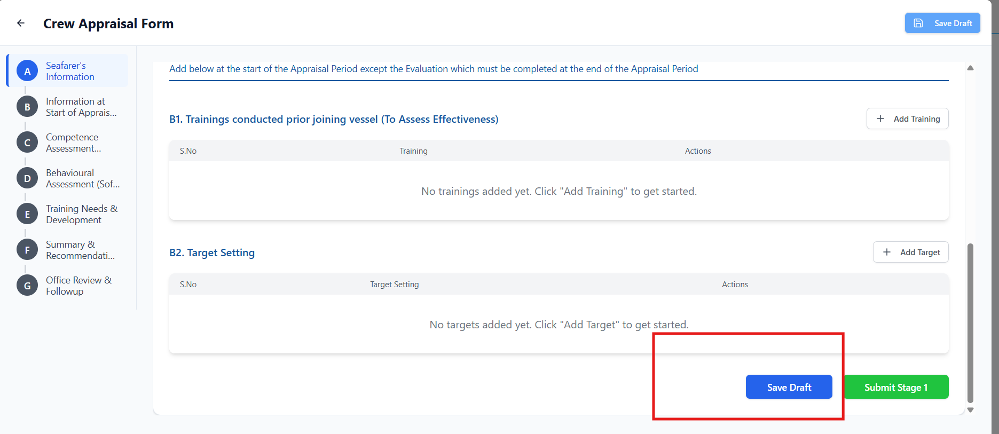 Crew Appraisal Form
Save Draft
A
Seafarer's
Information
B
Information at
Start of Apprais...
C
Competence
Assessment...
D
Behavioural
Assessment (Sof...
E
Training Needs &
Development
F
Summary &
Recommendati...
G
Office Review &
Followup
Add below at the start of the Appraisal Period except the Evaluation which must be completed at the end of the Appraisal Period
B1. Trainings conducted prior joining vessel (To Assess Effectiveness)
Add Training
S.No Training Actions
No trainings added yet. Click "Add Training" to get started.
B2. Target Setting
Add Target
S.No Target Setting Actions
No targets added yet. Click "Add Target" to get started.
Save Draft
Submit Stage 1